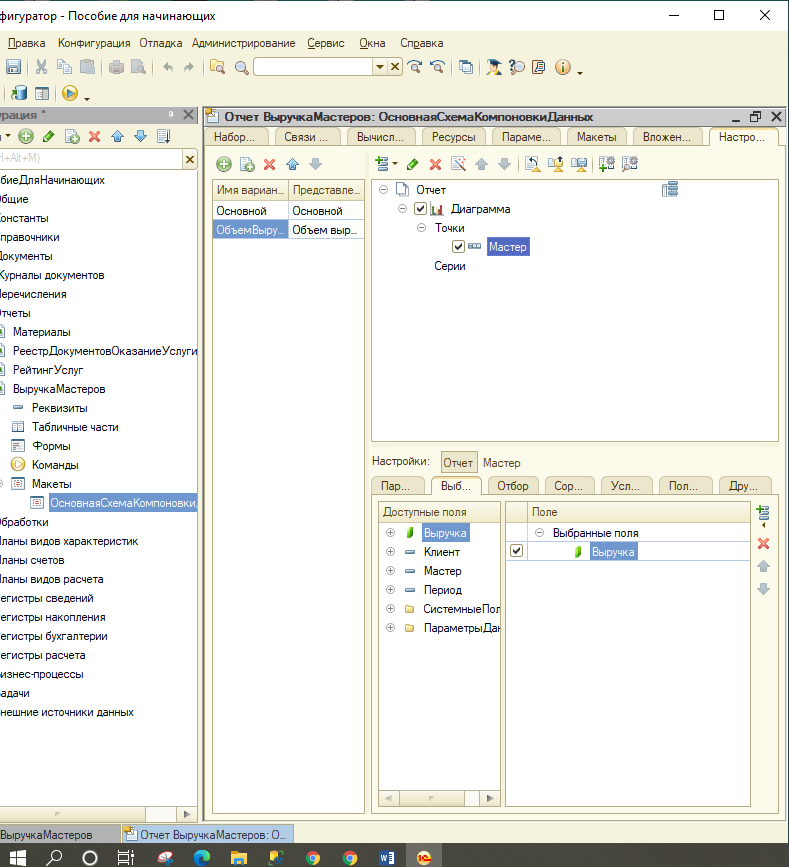 фигуратор - Пособие для начинающих
Правка Конфигурация Отладка Администрирование Сервис Окна Справка
урация *
Отчет ВыручкаМастеров: ОсновнаяСхемаКомпоновкиДанных
Набор... Связи ... Вычисл... Ресурсы Параме... Макеты Вложен... Настро...
+Alt+M)
Имя вариан... Представле...
Основной Основной
ОбъемВыру... Объем выр...
Отчет
Диаграмма
Точки
Мастер
Серии
биеДляНачинающих
бщие
онстанты
правочники
Документы
Журналы документов
еречисления
тчеты
Материалы
РеестрДокументовОказаниеУслуги
РейтингУслуг
ВыручкаМастеров
Реквизиты
Табличные части
Формы
Команды
Макеты
ОсновнаяСхемаКомпоновки
бработки
ланы видов характеристик
ланы счетов
ланы видов расчета
егистры сведений
егистры накопления
егистры бухгалтерии
егистры расчета
изнес-процессы
адачи
нешние источники данных
Настройки: Отчет Мастер
Пар... Выб... Отбор Сор... Усл... Пол... Дру...
Доступные поля
Выручка
Клиент
Мастер
Период
СистемныеПол
ПараметрыДан
Поле
Выбранные поля
Выручка
ВыручкаМастеров
Отчет ВыручкаМастеров: О...